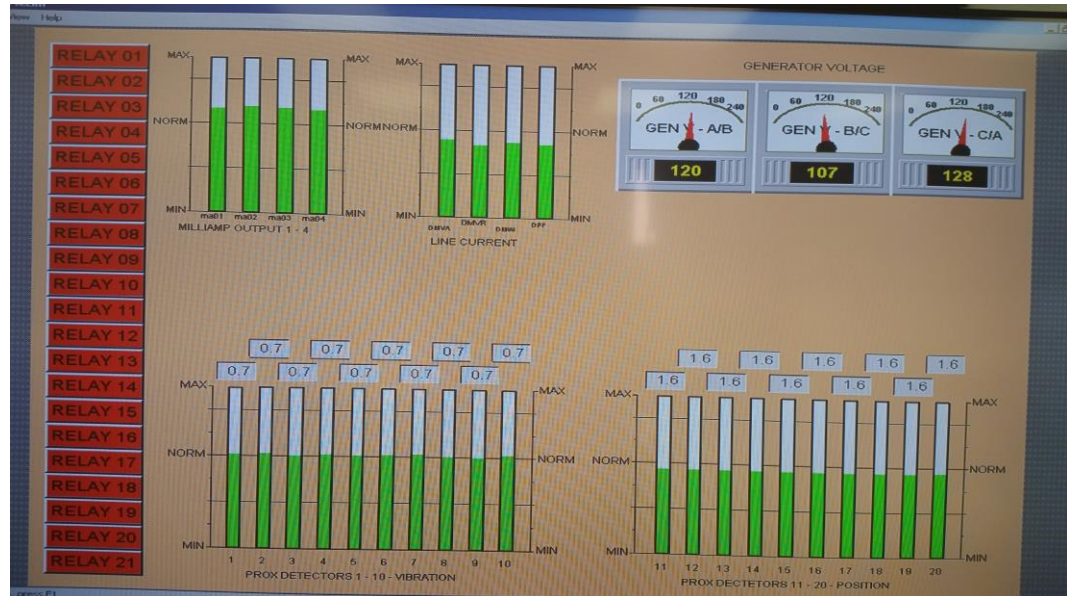 View Help
RELAY 01
RELAY 02
RELAY 03
RELAY 04
RELAY 05
RELAY 06
RELAY 07
RELAY 08
RELAY 09
RELAY 10
RELAY 11
RELAY 12
RELAY 13
RELAY 14
RELAY 15
RELAY 16
RELAY 17
RELAY 18
RELAY 19
RELAY 20
RELAY 21
MAX MAX
NORM NORM
MIN MIN
ma01 ma02 ma03 ma04
MILLIAMP OUTPUT 1 - 4
MAX MAX
NORM NORM
MIN MIN
DMVA DMVR DMW DPF
LINE CURRENT
GENERATOR VOLTAGE
0 60 120 180 240
GEN V - A/B
120
0 60 120 180 240
GEN V - B/C
107
0 60 120 180 240
GEN V - C/A
128
0.7 0.7 0.7 0.7 0.7
0.7 0.7 0.7 0.7 0.7
MAX MAX
NORM NORM
MIN MIN
1 2 3 4 5 6 7 8 9 10
PROX DETECTORS 1 - 10 - VIBRATION
1.6 1.6 1.6 1.6 1.6
1.6 1.6 1.6 1.6 1.6
MAX MAX
NORM NORM
MIN MIN
11 12 13 14 15 16 17 18 19 20
PROX DECTETORS 11 - 20 - POSITION
press F1